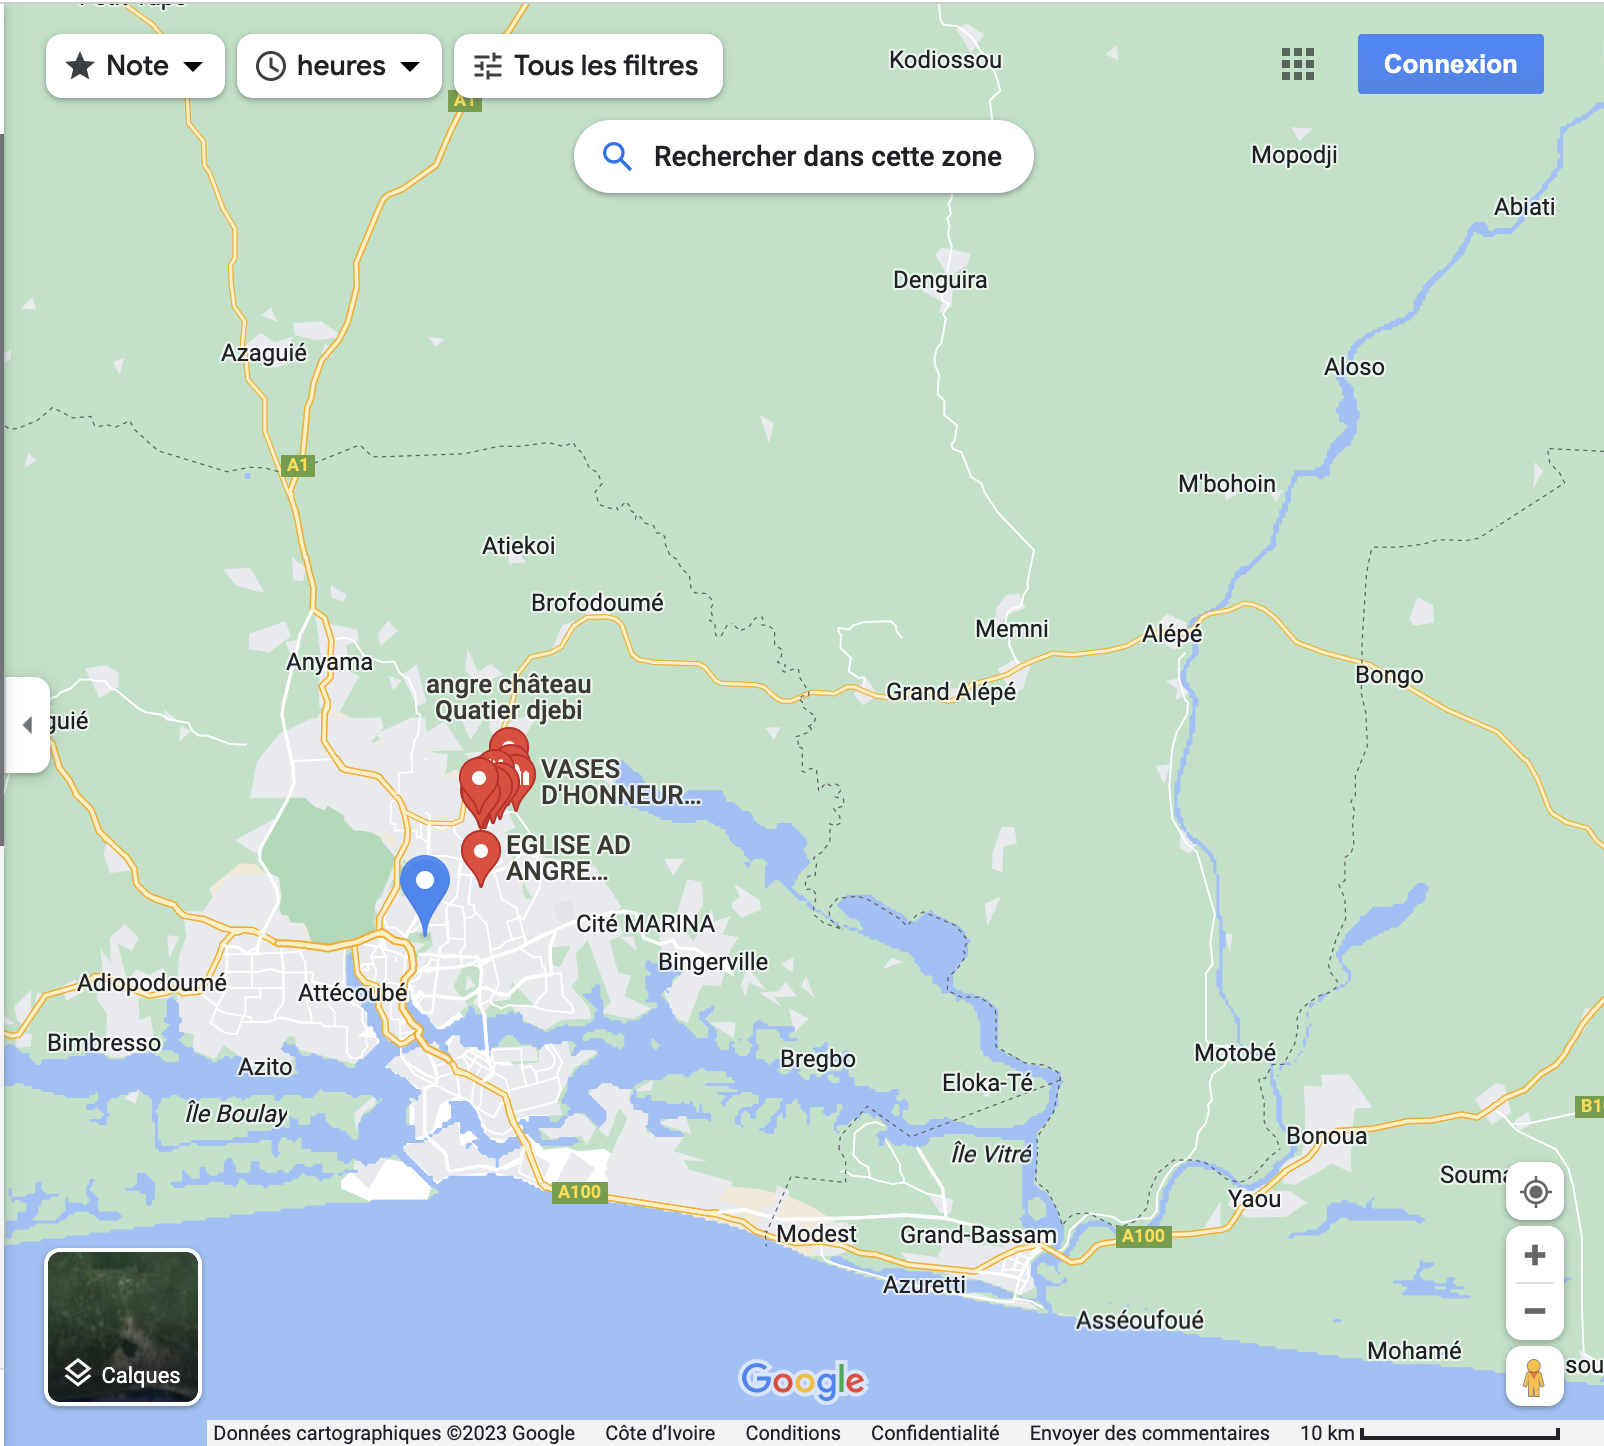 Note
heures
Tous les filtres
Connexion
Kodiossou
A1
Rechercher dans cette zone
Mopodji
Abiati
Denguira
Azaguié
Aloso
A1
M'bohoin
Atiekoi
Brofodoumé
Memni
Alépé
Anyama
Bongo
angre château
Quatier djebi
Grand Alépé
guié
VASES
D'HONNEUR...
EGLISE AD
ANGRE...
Cité MARINA
Bingerville
Adiopodoumé
Attécoubé
Bimbresso
Azito
Bregbo
Motobé
Eloka-Té
Île Boulay
B1
Bonoua
Île Vitré
Souma
A100
Yaou
Modest
Grand-Bassam
A100
Azuretti
Asséoufoué
Mohamé
sou
Calques
Google
Données cartographiques ©2023 Google
Côte d'Ivoire
Conditions
Confidentialité
Envoyer des commentaires
10 km